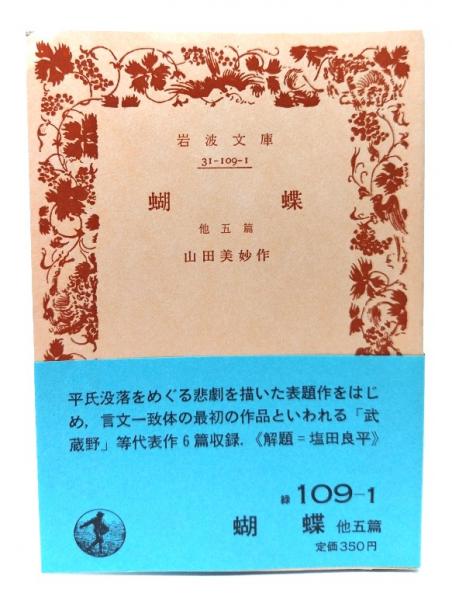 岩波文庫
31-109-1
蝴蝶
他五篇
山田美妙作
平氏没落をめぐる悲劇を描いた表題作をはじ
め，言文一致体の最初の作品といわれる「武
蔵野」等代表作6篇収録.《解題＝塩田良平》
緑 109-1
蝴蝶 他五篇
定価350円